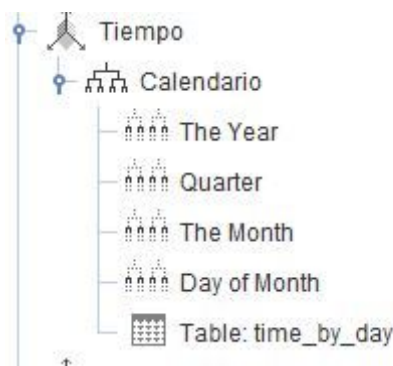 Tiempo
Calendario
The Year
Quarter
The Month
Day of Month
Table: time_by_day